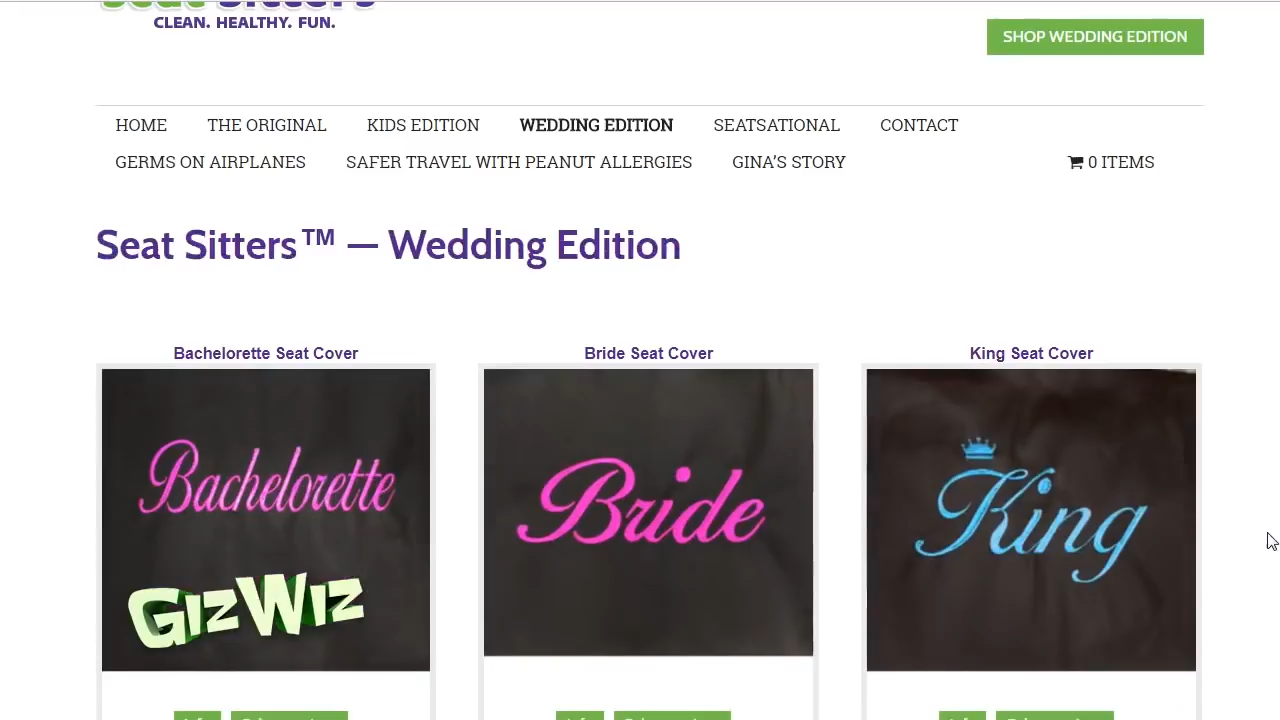 Seat Sitters
CLEAN. HEALTHY. FUN.
SHOP WEDDING EDITION
HOME THE ORIGINAL KIDS EDITION WEDDING EDITION SEATSATIONAL CONTACT
GERMS ON AIRPLANES SAFER TRAVEL WITH PEANUT ALLERGIES GINA’S STORY 0 ITEMS
Seat Sitters™ — Wedding Edition
Bachelorette Seat Cover Bride Seat Cover King Seat Cover
Bachelorette Bride King
GIZWIZ